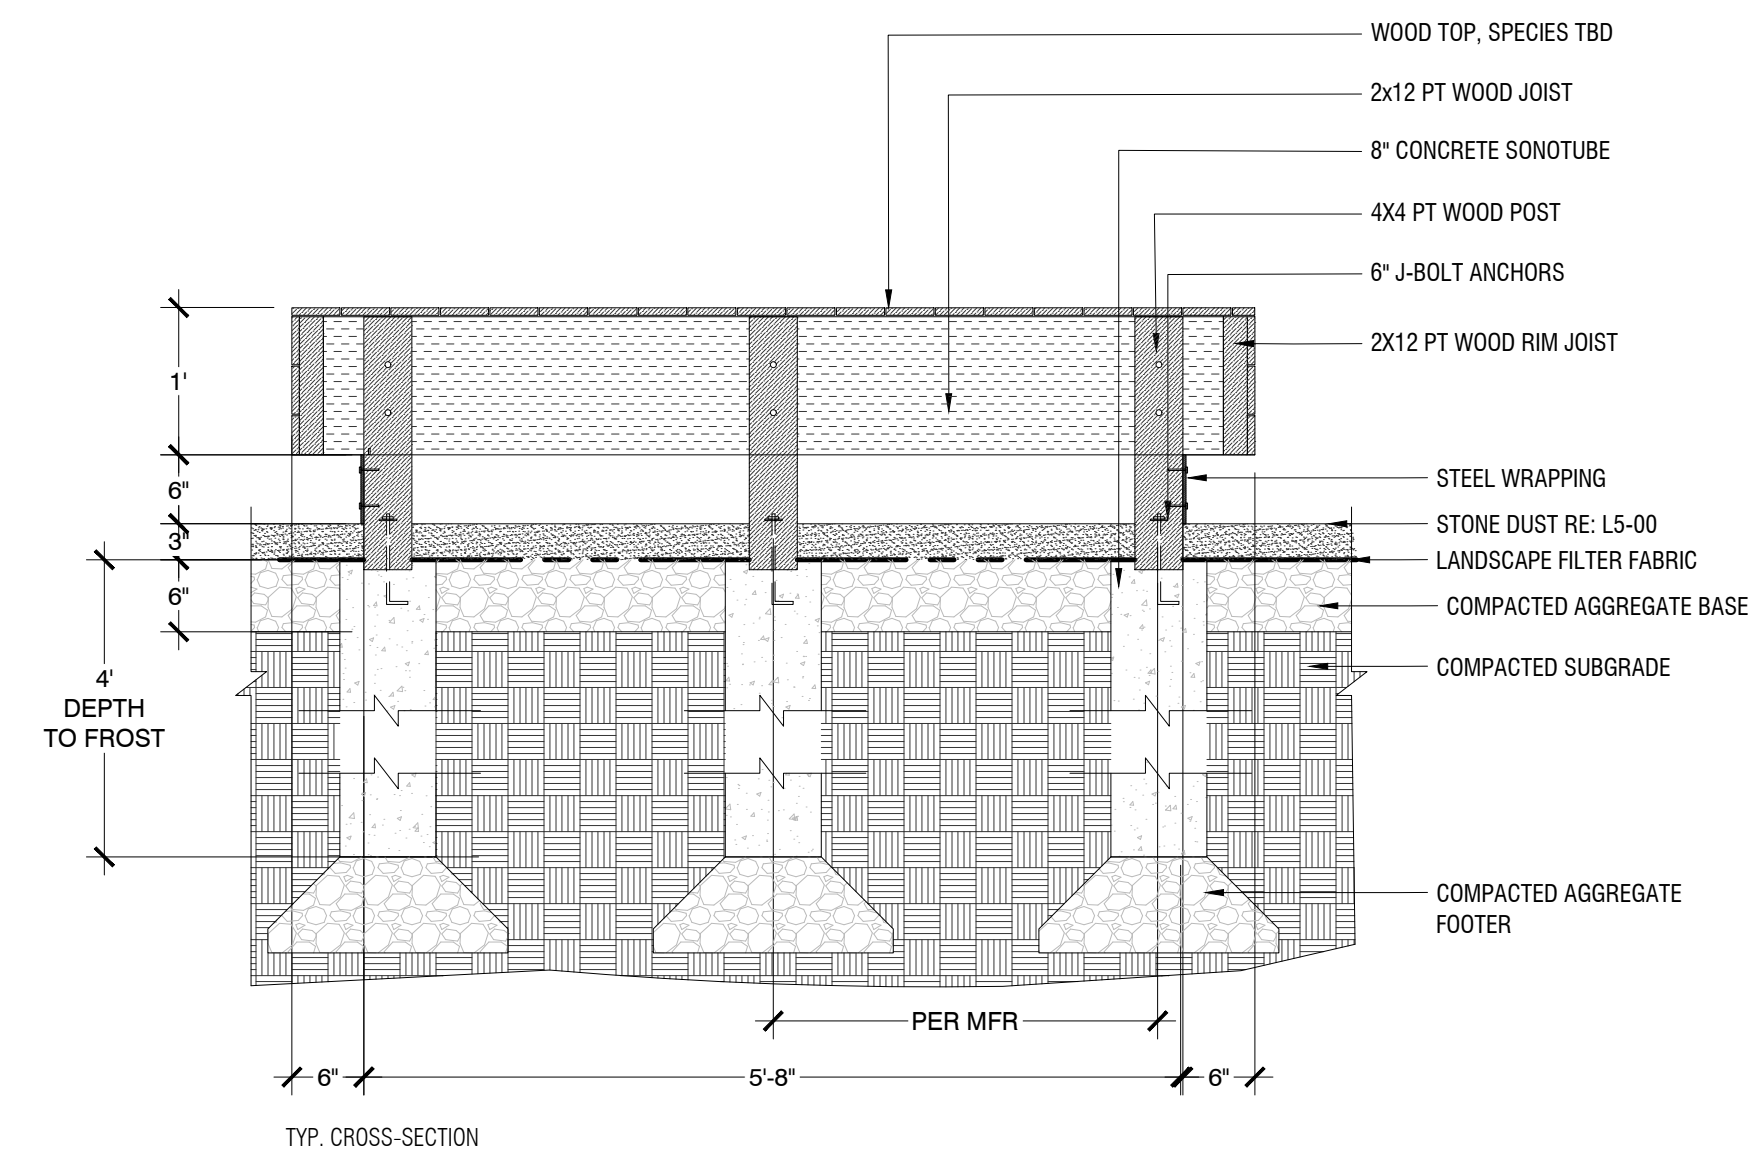 WOOD TOP, SPECIES TBD
2x12 PT WOOD JOIST
8" CONCRETE SONOTUBE
4X4 PT WOOD POST
6" J-BOLT ANCHORS
2X12 PT WOOD RIM JOIST
1'
STEEL WRAPPING
6"
STONE DUST RE: L5-00
3"
LANDSCAPE FILTER FABRIC
6"
COMPACTED AGGREGATE BASE
COMPACTED SUBGRADE
4'
DEPTH
TO FROST
COMPACTED AGGREGATE
FOOTER
PER MFR
6"
5'-8"
6"
TYP. CROSS-SECTION